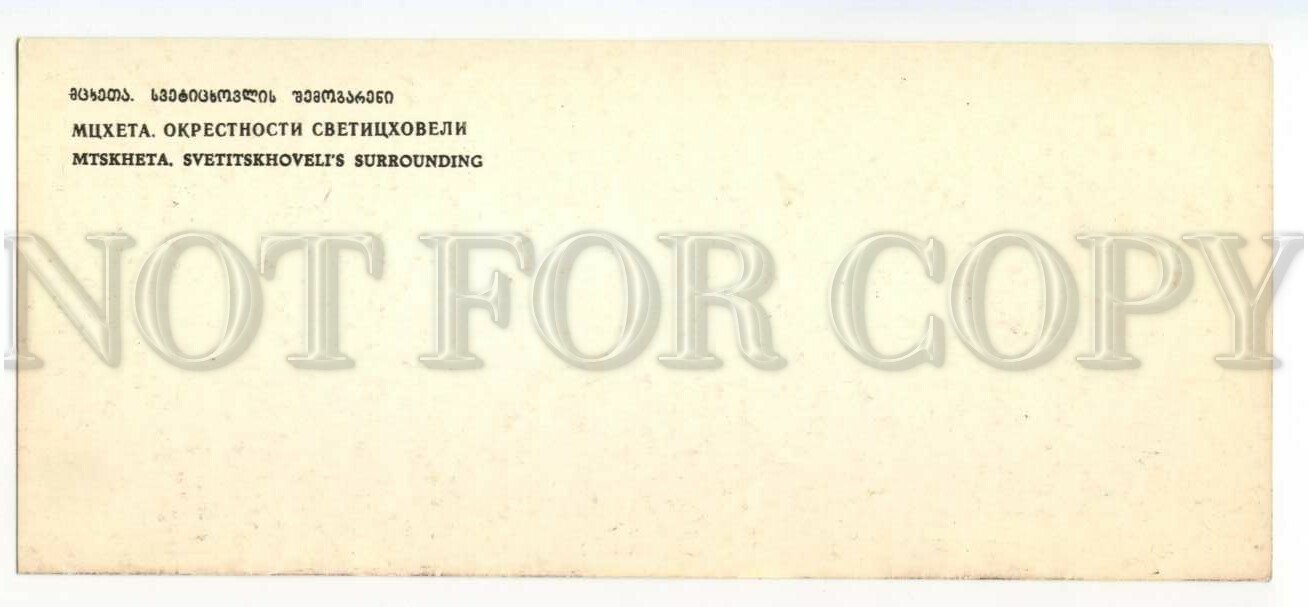 მცხეთა. სვეტიცხოვლის შემოგარენი
МЦХЕТА. ОКРЕСТНОСТИ СВЕТИЦХОВЕЛИ
MTSKHETA. SVETITSKHOVELI'S SURROUNDING
NOT FOR COPY